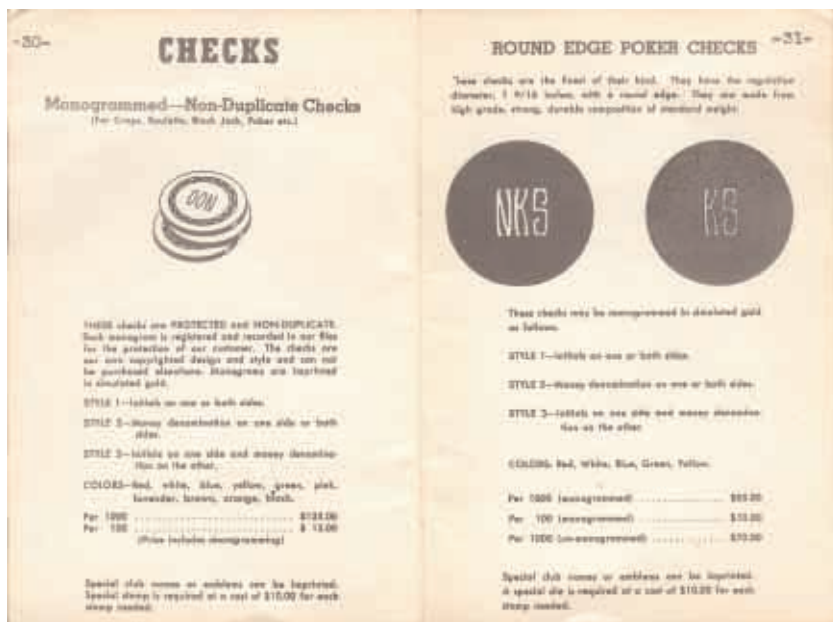 -30-
CHECKS
Monogrammed—Non-Duplicate Checks
(For Craps, Roulette, Black Jack, Poker etc.)
DON
THESE checks are PROTECTED and NON-DUPLICATE.
Each monogram is registered and recorded in our files
for the protection of our customer. The checks are
our own copyrighted design and style and can not
be purchased elsewhere. Monograms are imprinted
in simulated gold.
STYLE 1—Initials on one or both sides.
STYLE 2—Money denomination on one side or both
sides.
STYLE 3—Initials on one side and money denomina-
tion on the other.
COLORS—Red, white, blue, yellow, green, pink,
lavender, brown, orange, black.
Per 1000
Per 100
(Price includes monogramming)
Special club names or emblems can be imprinted.
Special stamp is required at a cost of $10.00 for each
stamp needed.
-31-
ROUND EDGE POKER CHECKS
These checks are the finest of their kind. They have the regulation
diameter, 1 9/16 inches, with a round edge. They are made from
high grade, strong, durable composition of standard weight.
NKS
KS
These checks may be monogrammed in simulated gold
as follows.
STYLE 1—Initials on one or both sides.
STYLE 2—Money denomination on one or both sides.
STYLE 3—Initials on one side and money denomina-
tion on the other.
COLORS: Red, White, Blue, Green, Yellow.
Per 1000 (monogrammed)
Per 100 (monogrammed)
Per 1000 (un-monogrammed)
Special club names or emblems can be imprinted.
A special die is required at a cost of $10.00 for each
stamp needed.